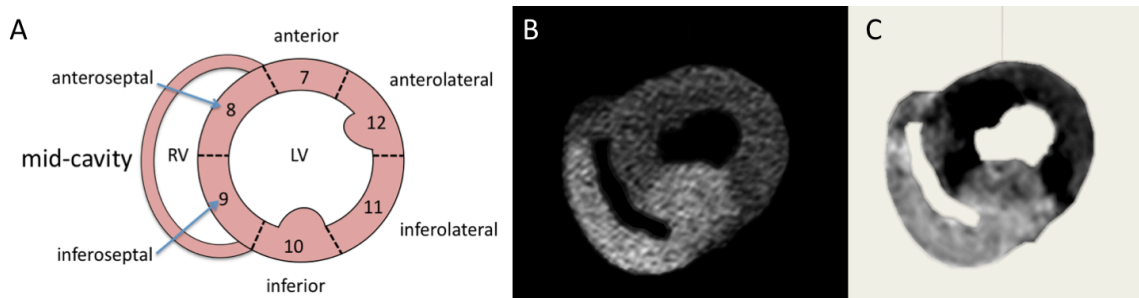 A
anterior
anteroseptal
anterolateral
7
8
12
mid-cavity
RV
LV
9
11
10
inferoseptal
inferolateral
inferior
B
C